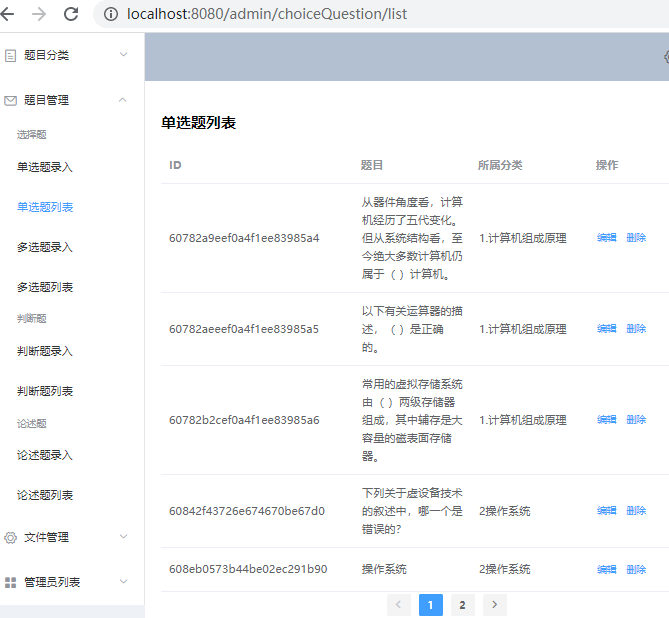 localhost:8080/admin/choiceQuestion/list
题目分类
题目管理
选择题
单选题录入
单选题列表
多选题录入
多选题列表
判断题
判断题录入
判断题列表
论述题
论述题录入
论述题列表
文件管理
管理员列表
单选题列表
ID 题目 所属分类 操作
从器件角度看，计算
机经历了五代变化。
60782a9eef0a4f1ee83985a4 但从系统结构看，至 1.计算机组成原理 编辑 删除
今绝大多数计算机仍
属于（ ）计算机。
以下有关运算器的描
60782aeeef0a4f1ee83985a5 述，（ ）是正确 1.计算机组成原理 编辑 删除
的。
常用的虚拟存储系统
由（ ）两级存储器
60782b2cef0a4f1ee83985a6 组成，其中辅存是大 1.计算机组成原理 编辑 删除
容量的磁表面存储
器。
下列关于虚设备技术
60842f43726e674670be67d0 的叙述中，哪一个是 2操作系统 编辑 删除
错误的?
608eb0573b44be02ec291b90 操作系统 2操作系统 编辑 删除
1 2